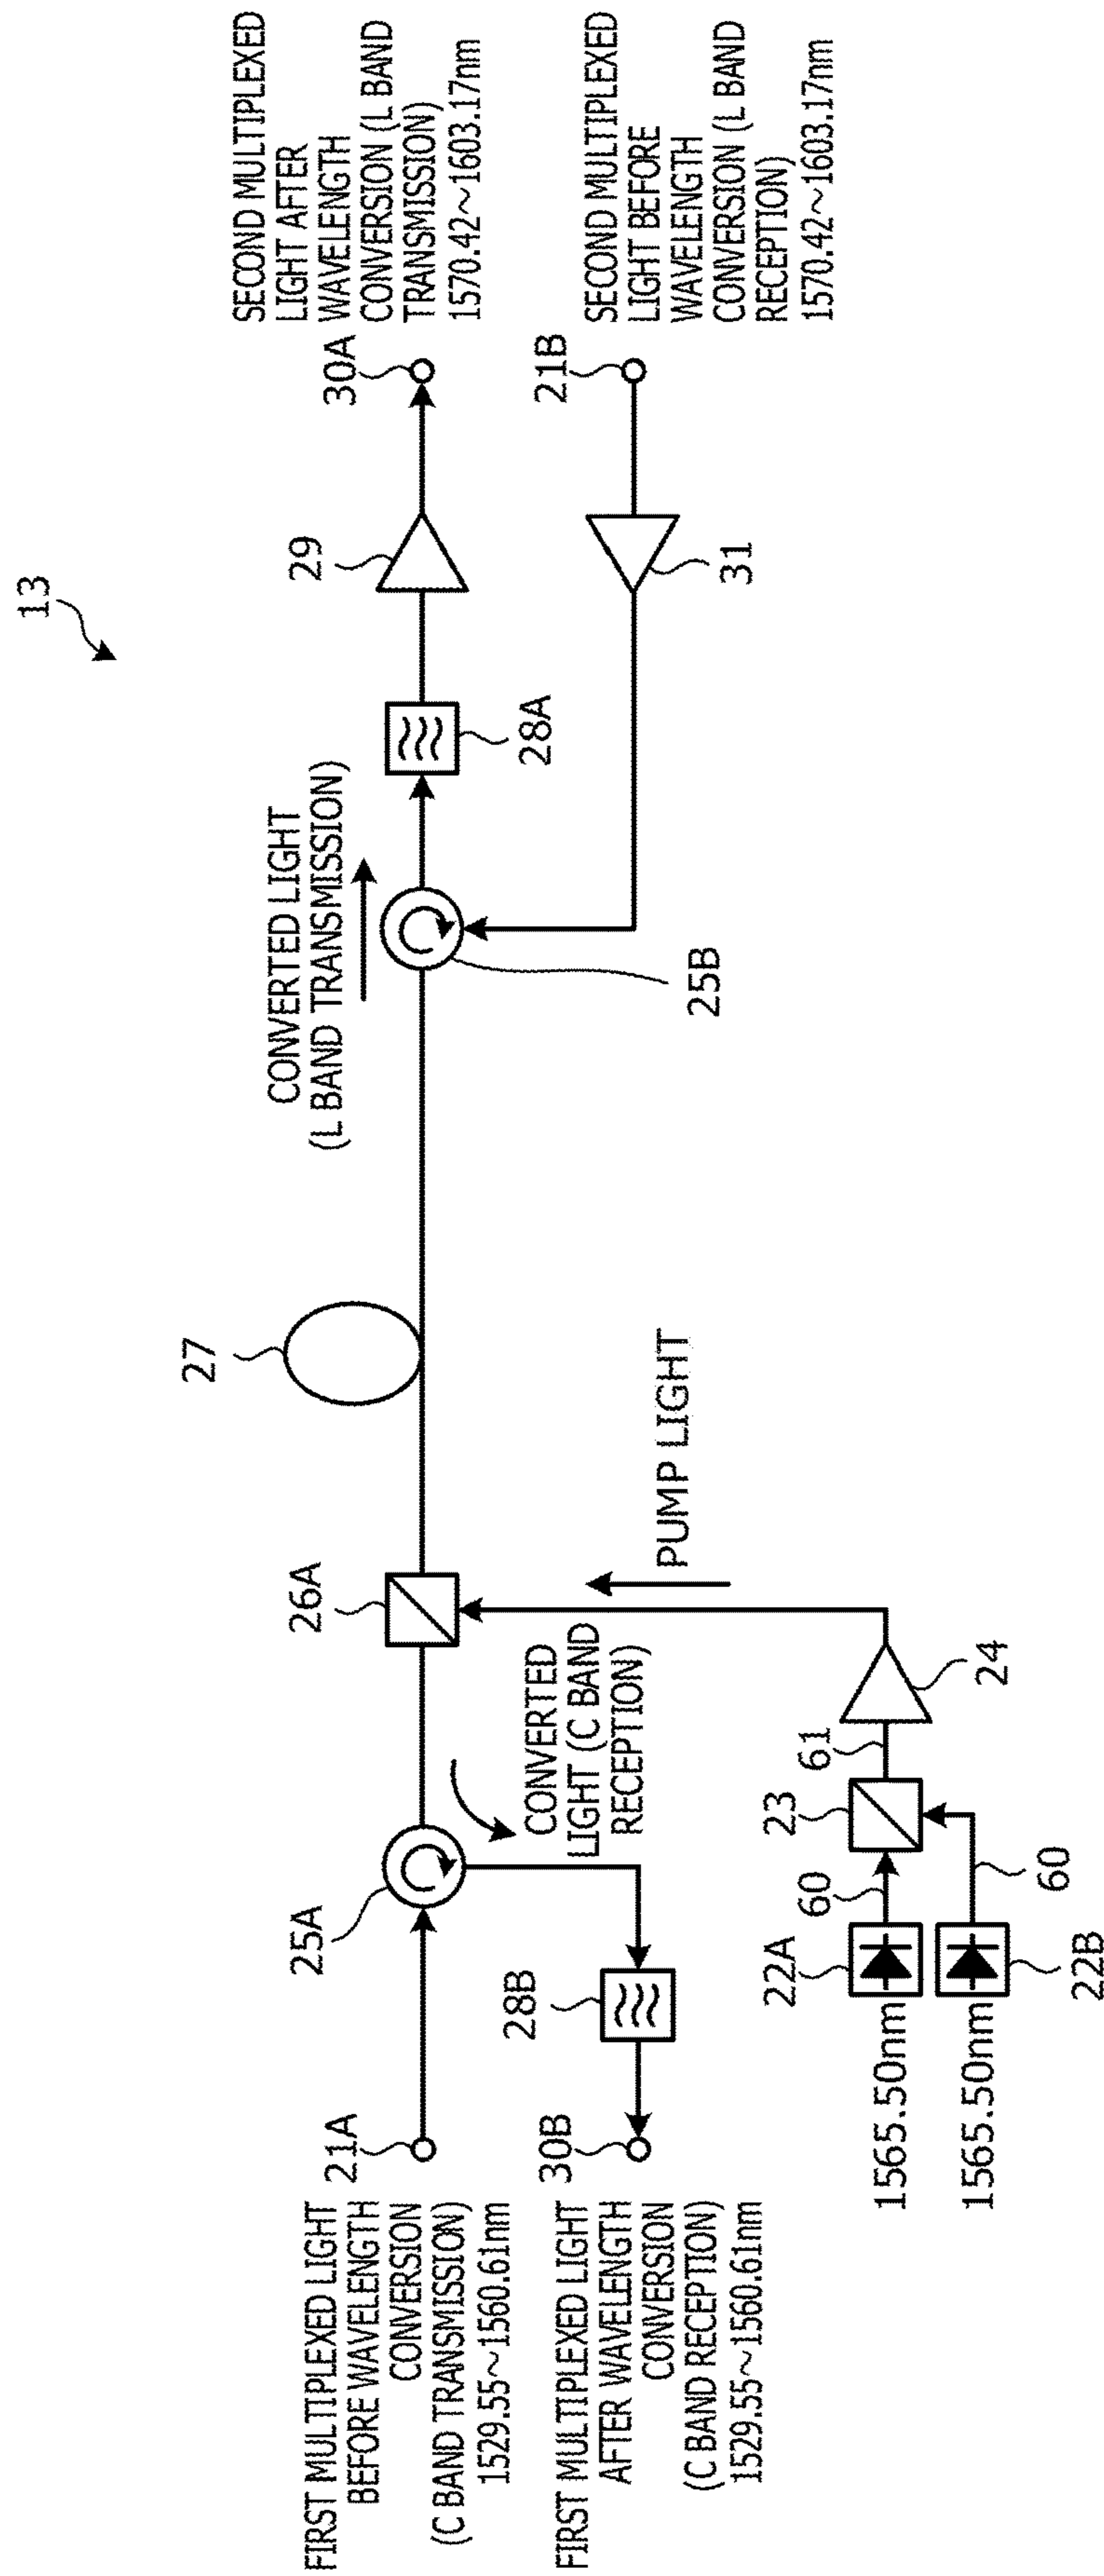 13
SECOND MULTIPLEXED
LIGHT AFTER
WAVELENGTH
CONVERSION (L BAND
TRANSMISSION)
1570.42~1603.17nm
SECOND MULTIPLEXED
LIGHT BEFORE
WAVELENGTH
CONVERSION (L BAND
RECEPTION)
1570.42~1603.17nm
30A
21B
29
31
28A
CONVERTED LIGHT
(L BAND TRANSMISSION)
25B
27
PUMP LIGHT
26A
CONVERTED
LIGHT (C BAND
RECEPTION)
24
61
23
60
60
25A
28B
22A
22B
1565.50nm
1565.50nm
21A
30B
FIRST MULTIPLEXED LIGHT
BEFORE WAVELENGTH
CONVERSION
(C BAND TRANSMISSION)
1529.55~1560.61nm
FIRST MULTIPLEXED LIGHT
AFTER WAVELENGTH
CONVERSION
(C BAND RECEPTION)
1529.55~1560.61nm